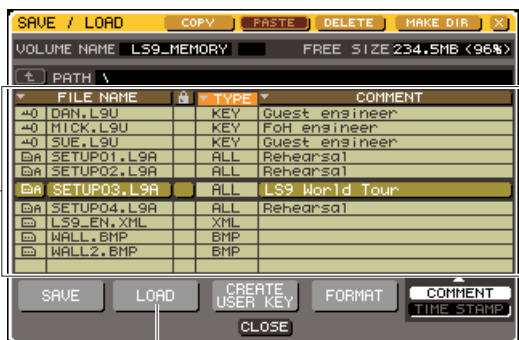 SAVE / LOAD COPY PASTE DELETE MAKE DIR X
VOLUME NAME LS9_MEMORY FREE SIZE 234.5MB (96%)
PATH \
FILE NAME TYPE COMMENT
DAN.L9U KEY Guest engineer
MICK.L9U KEY FoH engineer
SUE.L9U KEY Guest engineer
SETUP01.L9A ALL Rehearsal
SETUP02.L9A ALL Rehearsal
SETUP03.L9A ALL LS9 World Tour
SETUP04.L9A ALL Rehearsal
LS9_EN.XML XML
WALL.BMP BMP
WALL2.BMP BMP
SAVE LOAD CREATE USER KEY FORMAT COMMENT
TIME STAMP
CLOSE